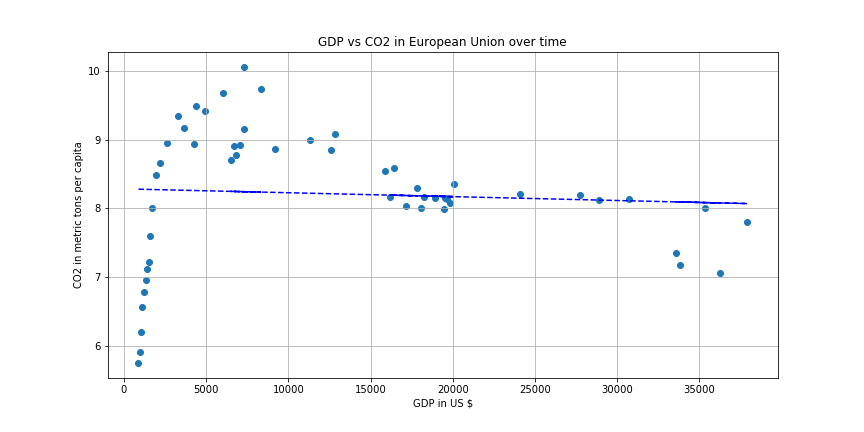 GDP vs CO2 in European Union over time
CO2 in metric tons per capita
10
9
8
7
6
0 5000 10000 15000 20000 25000 30000 35000
GDP in US $